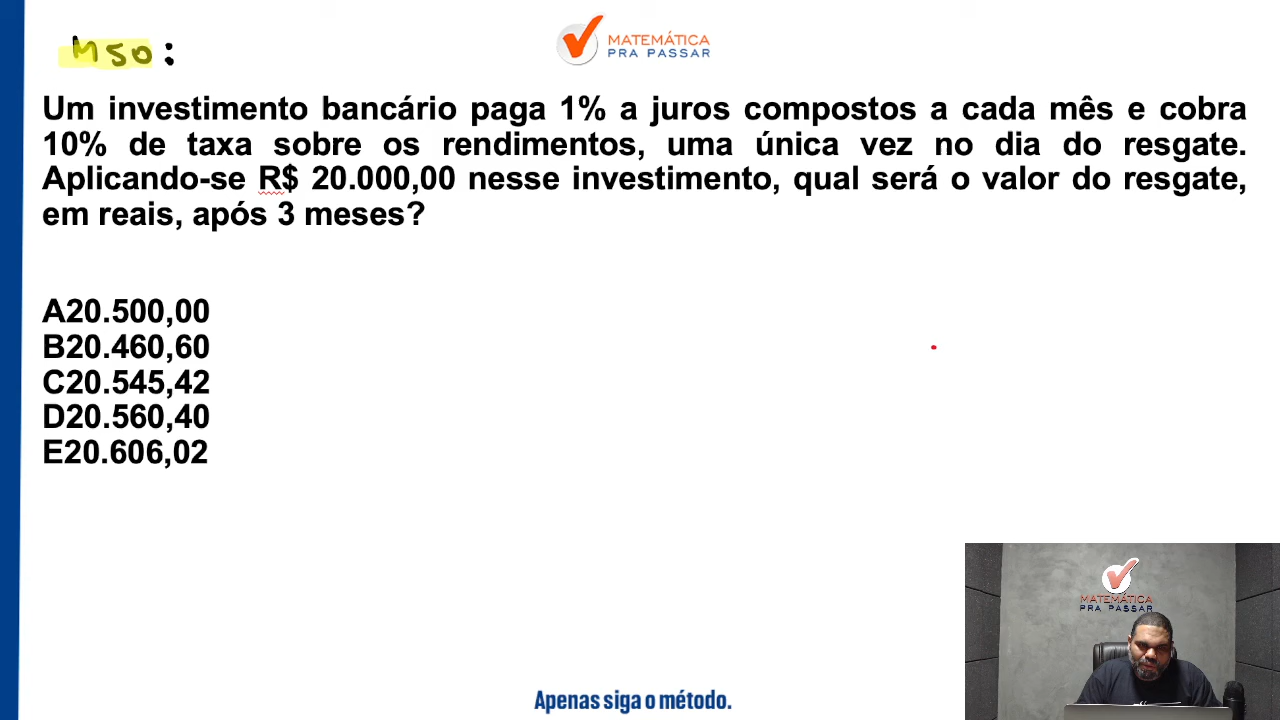 M50:
MATEMÁTICA
PRA PASSAR
Um investimento bancário paga 1% a juros compostos a cada mês e cobra
10% de taxa sobre os rendimentos, uma única vez no dia do resgate.
Aplicando-se R$ 20.000,00 nesse investimento, qual será o valor do resgate,
em reais, após 3 meses?
A20.500,00
B20.460,60
C20.545,42
D20.560,40
E20.606,02
MATEMÁTICA
PRA PASSAR
Apenas siga o método.